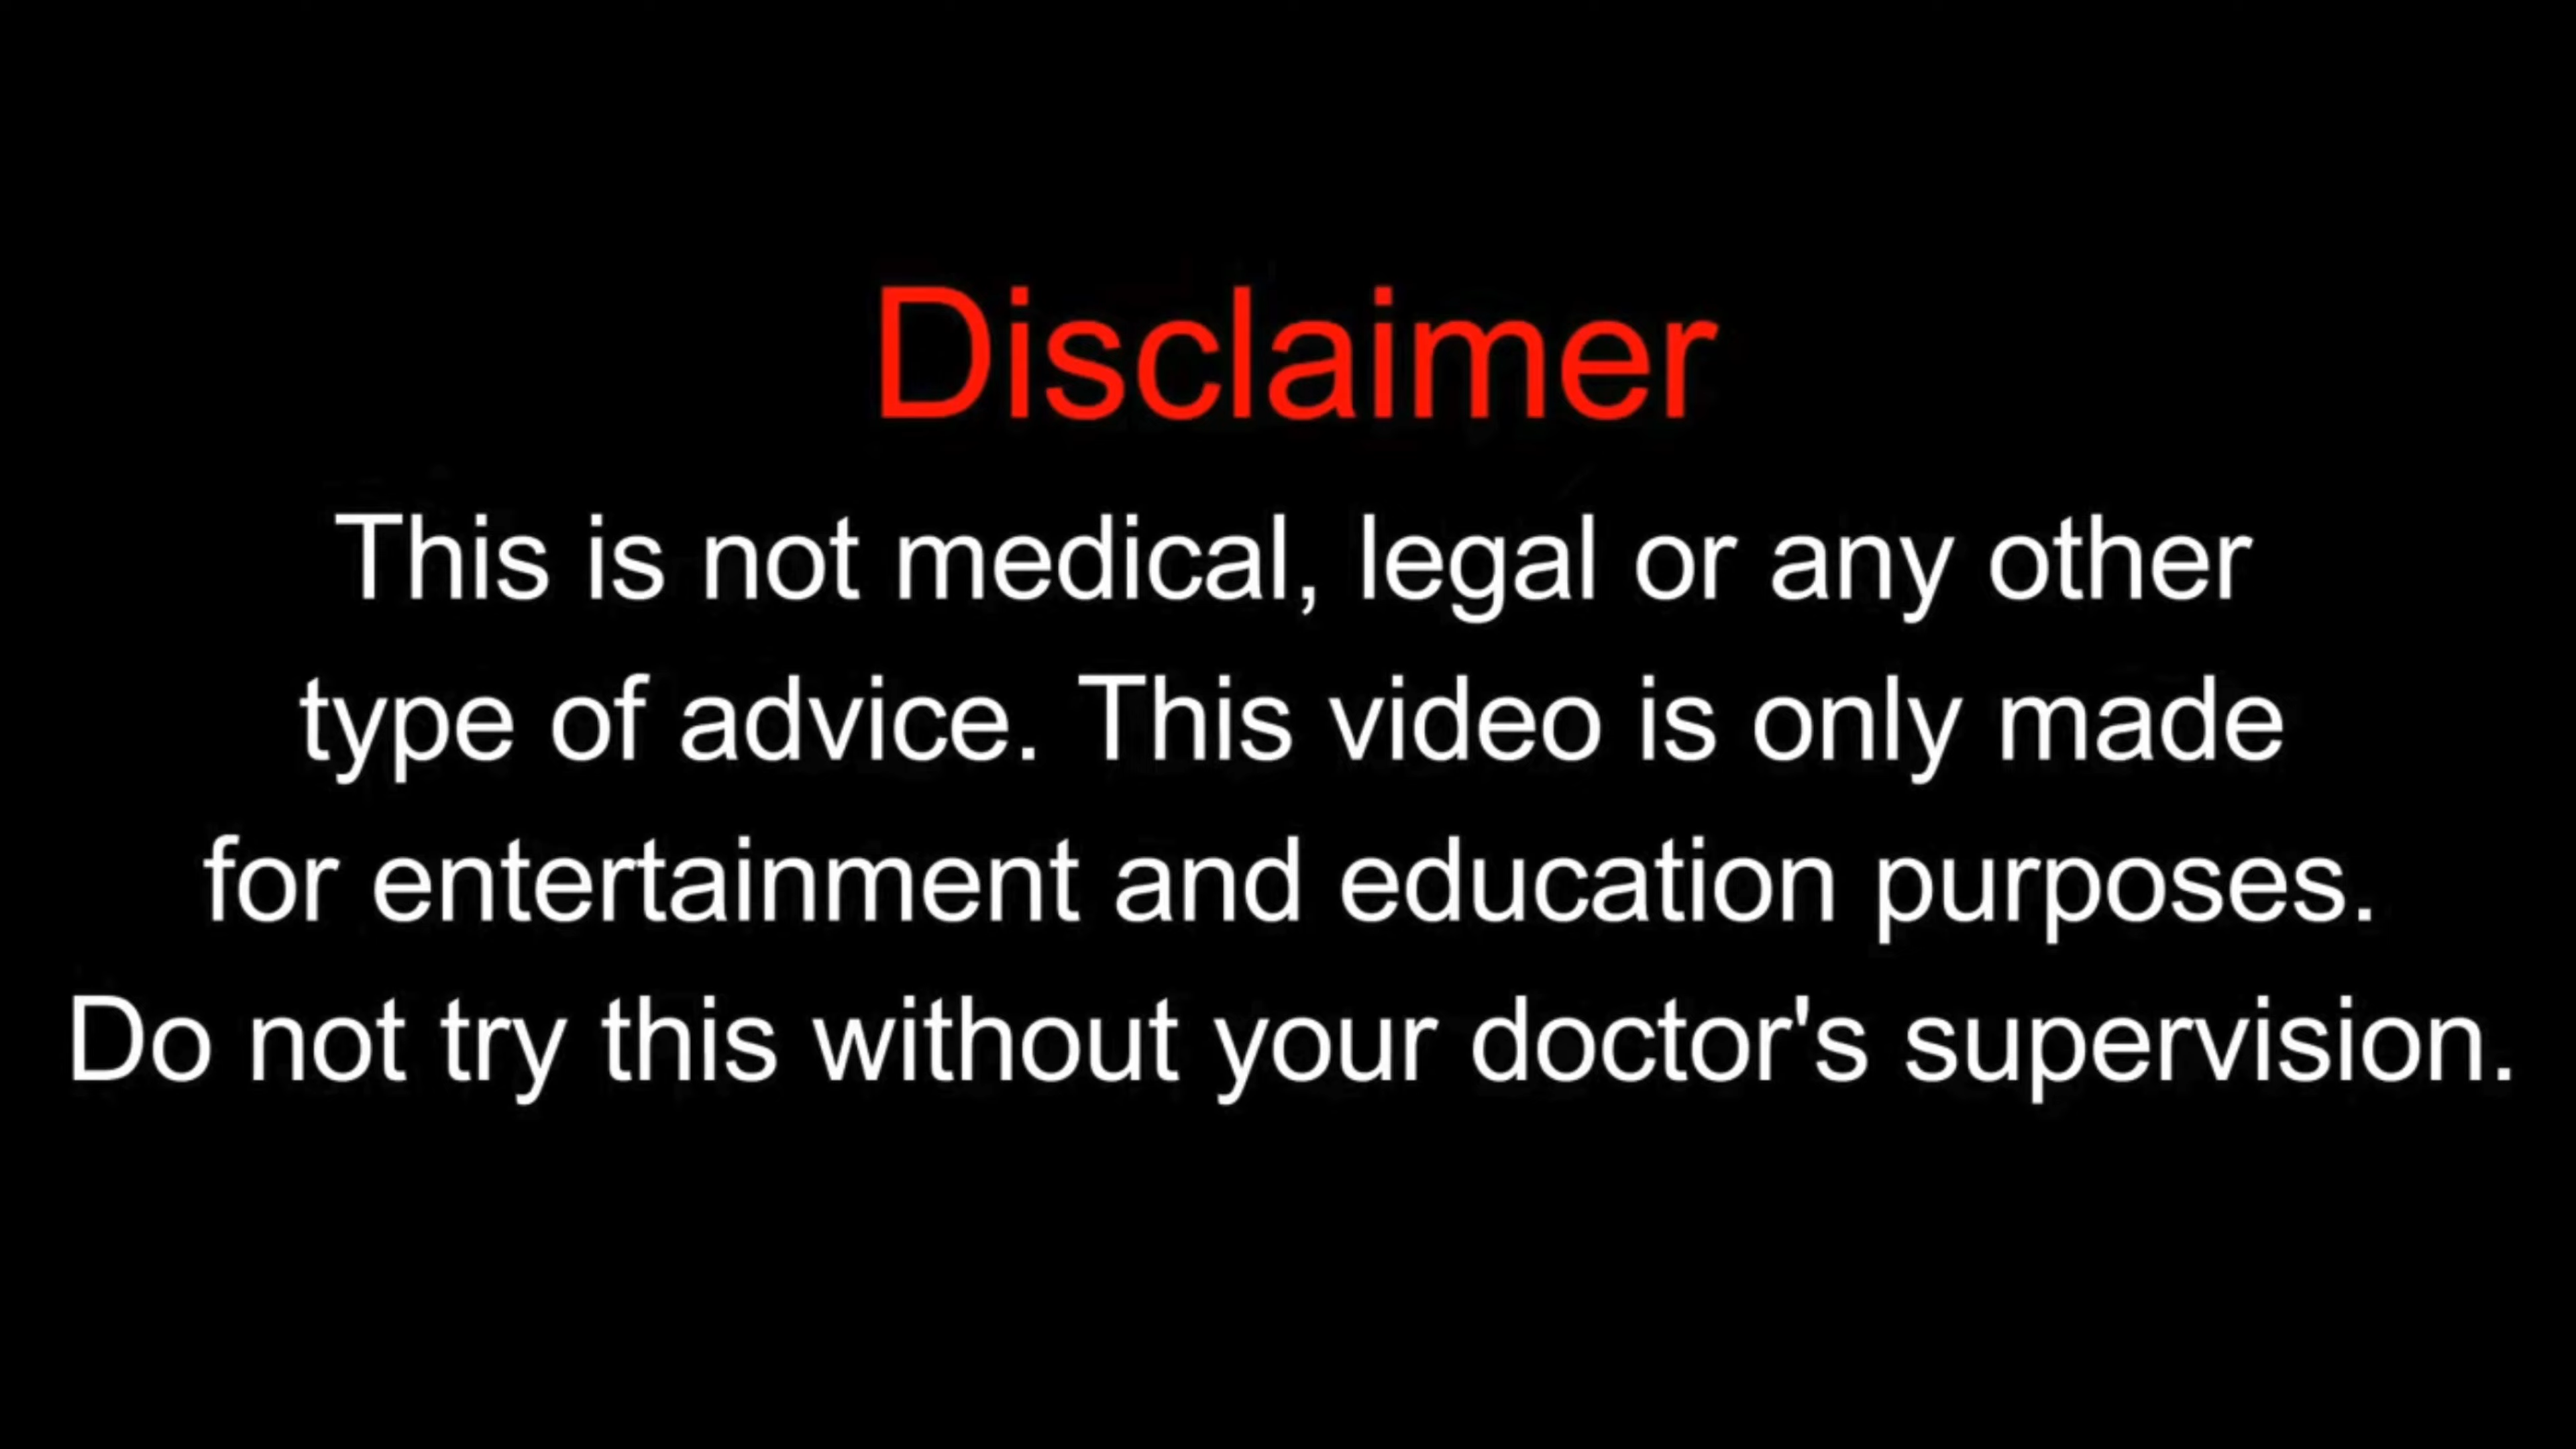 Disclaimer
This is not medical, legal or any other
type of advice. This video is only made
for entertainment and education purposes.
Do not try this without your doctor's supervision.